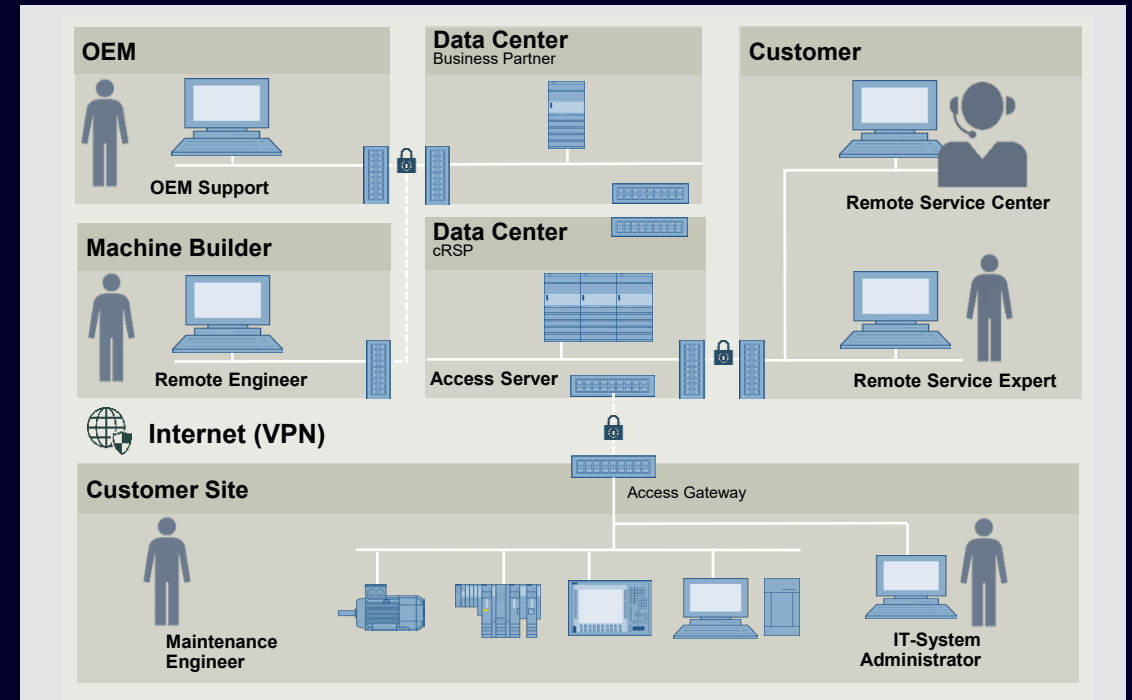 OEM
OEM Support
Data Center
Business Partner
Customer
Remote Service Center
Remote Service Expert
Machine Builder
Remote Engineer
Data Center
cRSP
Access Server
Internet (VPN)
Customer Site
Access Gateway
Maintenance
Engineer
IT-System
Administrator